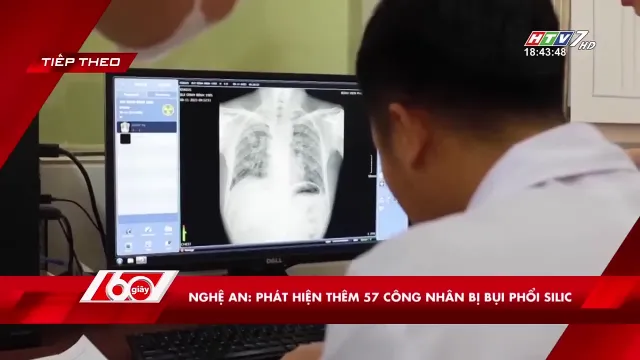 TIẾP THEO
HTV7 HD
18:43:48
DELL
60 giây
NGHỆ AN: PHÁT HIỆN THÊM 57 CÔNG NHÂN BỊ BỤI PHỔI SILIC